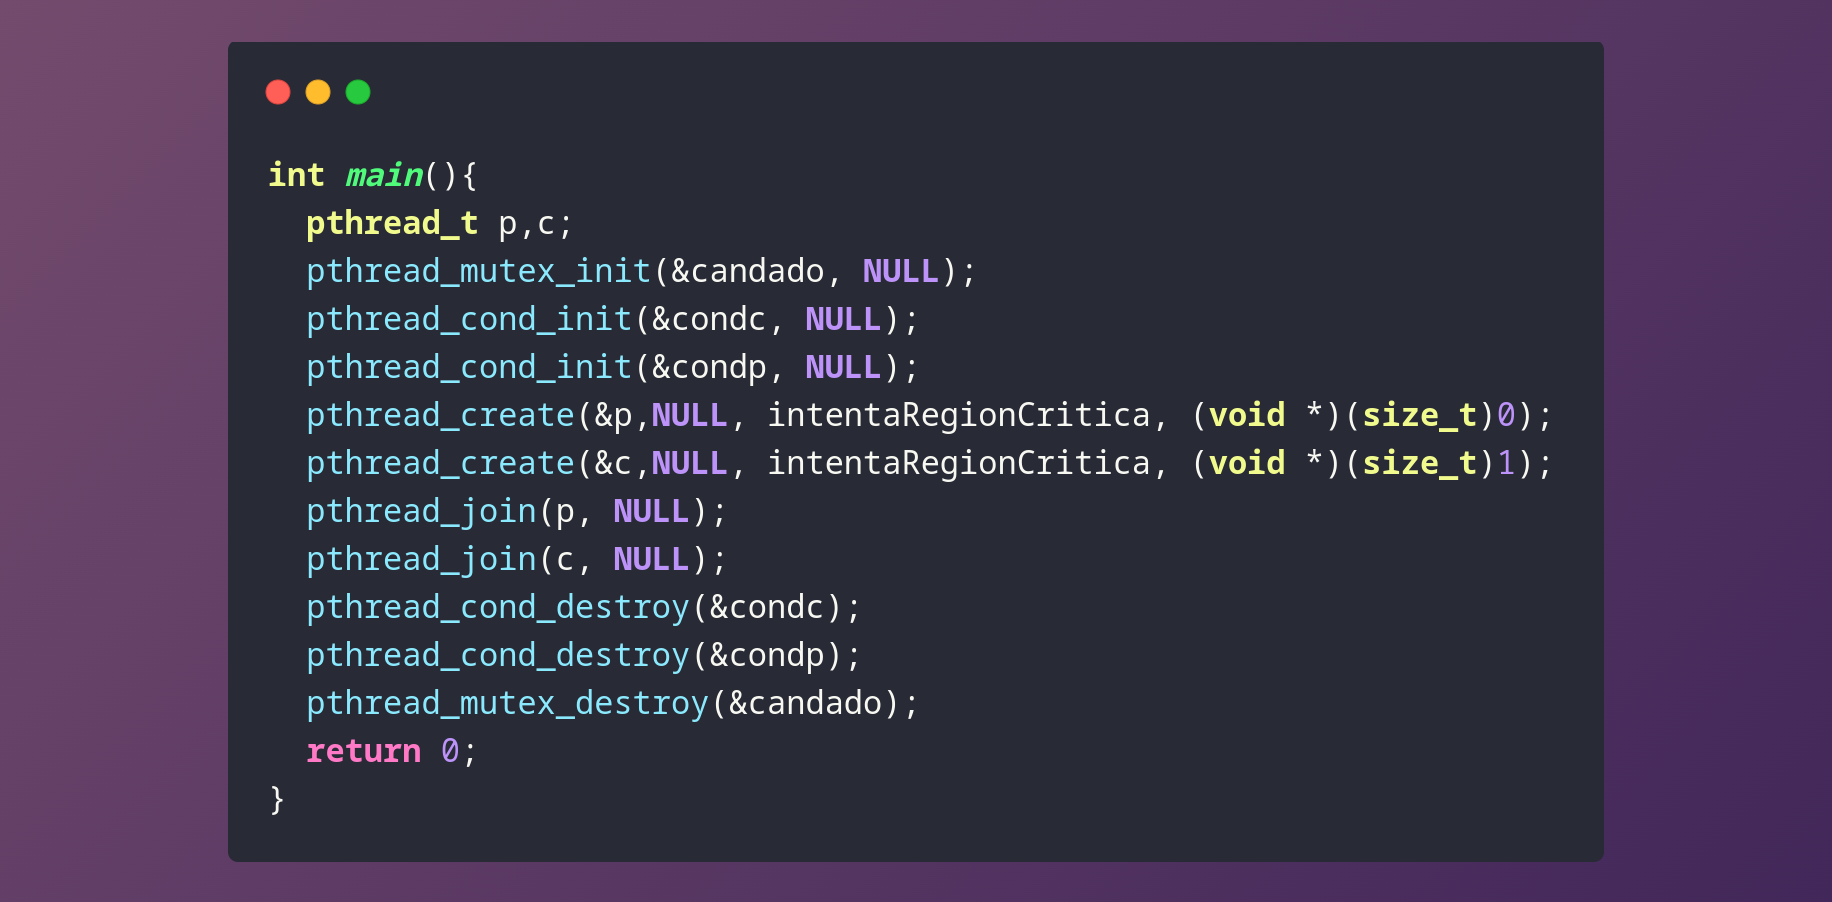 int main(){
  pthread_t p,c;
  pthread_mutex_init(&candado, NULL);
  pthread_cond_init(&condc, NULL);
  pthread_cond_init(&condp, NULL);
  pthread_create(&p,NULL, intentaRegionCritica, (void *)(size_t)0);
  pthread_create(&c,NULL, intentaRegionCritica, (void *)(size_t)1);
  pthread_join(p, NULL);
  pthread_join(c, NULL);
  pthread_cond_destroy(&condc);
  pthread_cond_destroy(&condp);
  pthread_mutex_destroy(&candado);
  return 0;
}